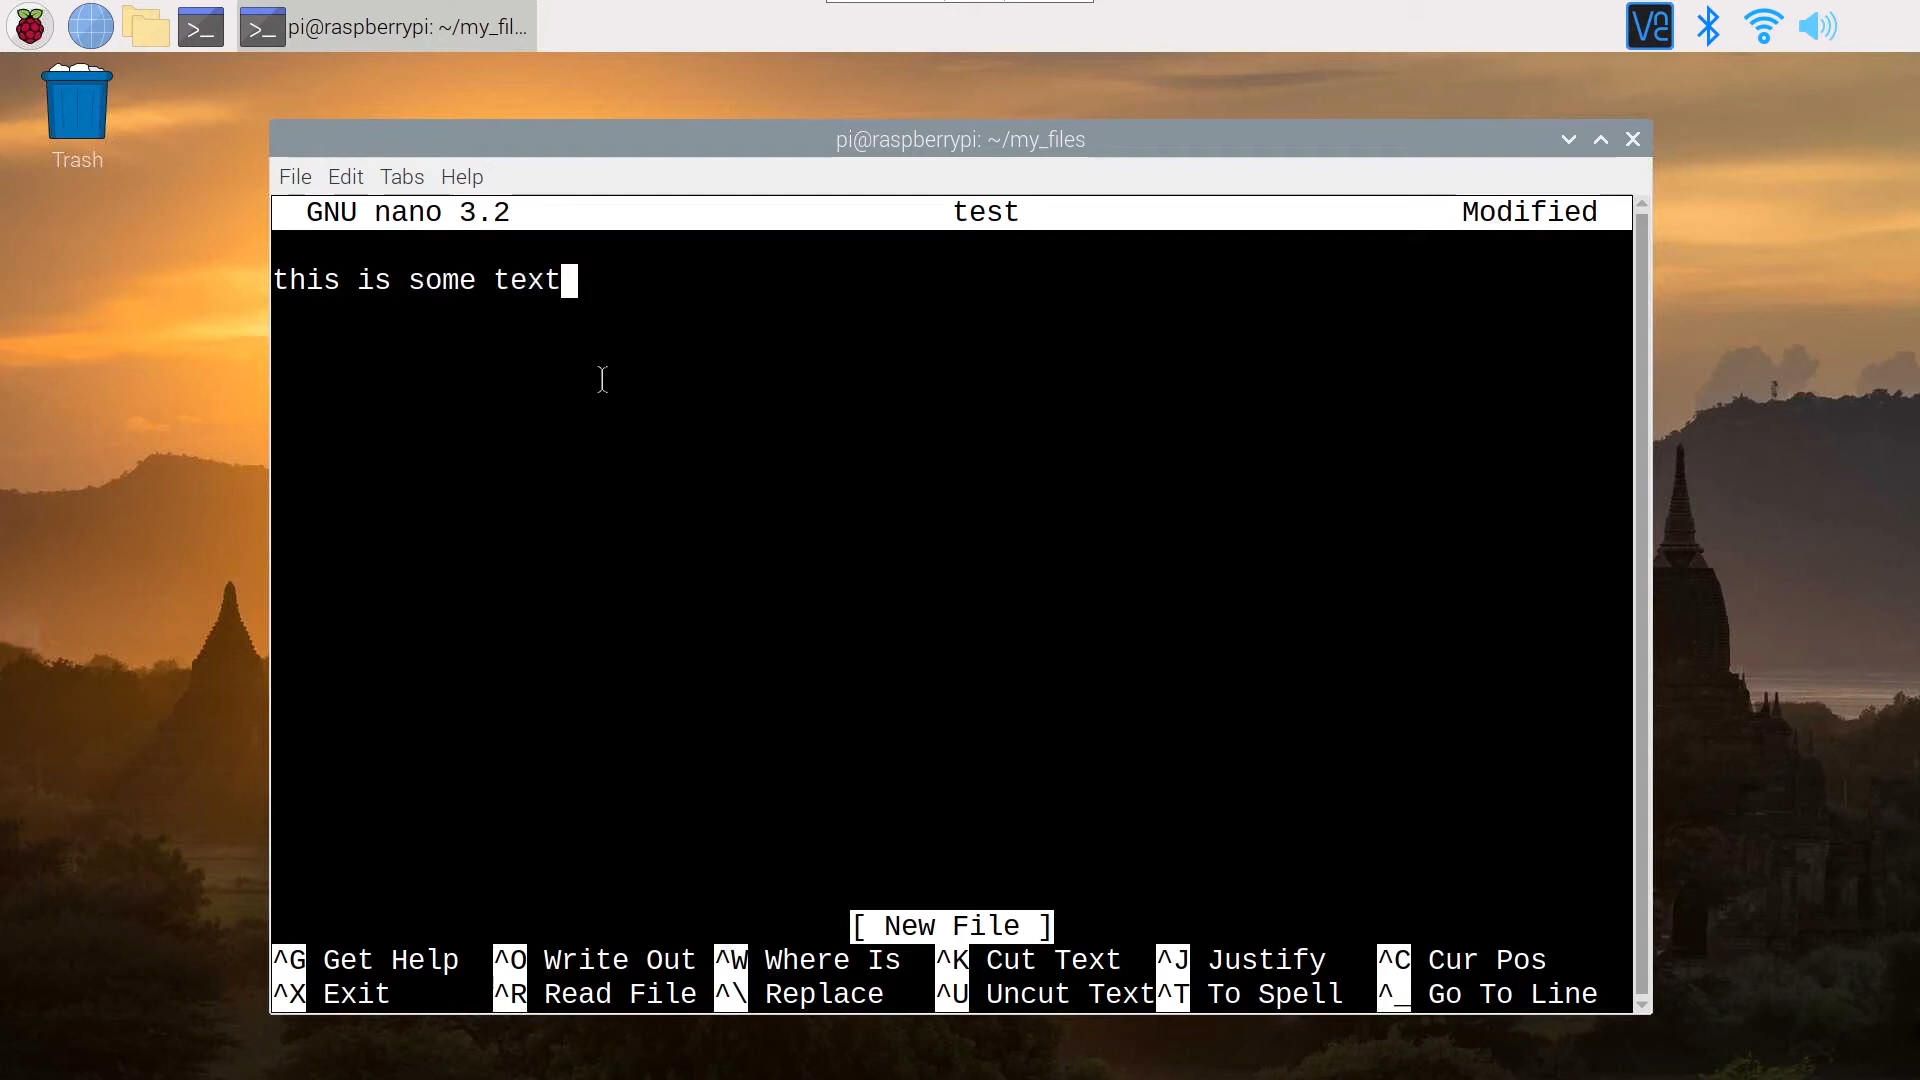 >_
>_ pi@raspberrypi: ~/my_fil...
Trash
pi@raspberrypi: ~/my_files
File Edit Tabs Help
GNU nano 3.2 test Modified
this is some text
[ New File ]
^G Get Help ^O Write Out ^W Where Is ^K Cut Text ^J Justify ^C Cur Pos
^X Exit ^R Read File ^\ Replace ^U Uncut Text^T To Spell ^_ Go To Line